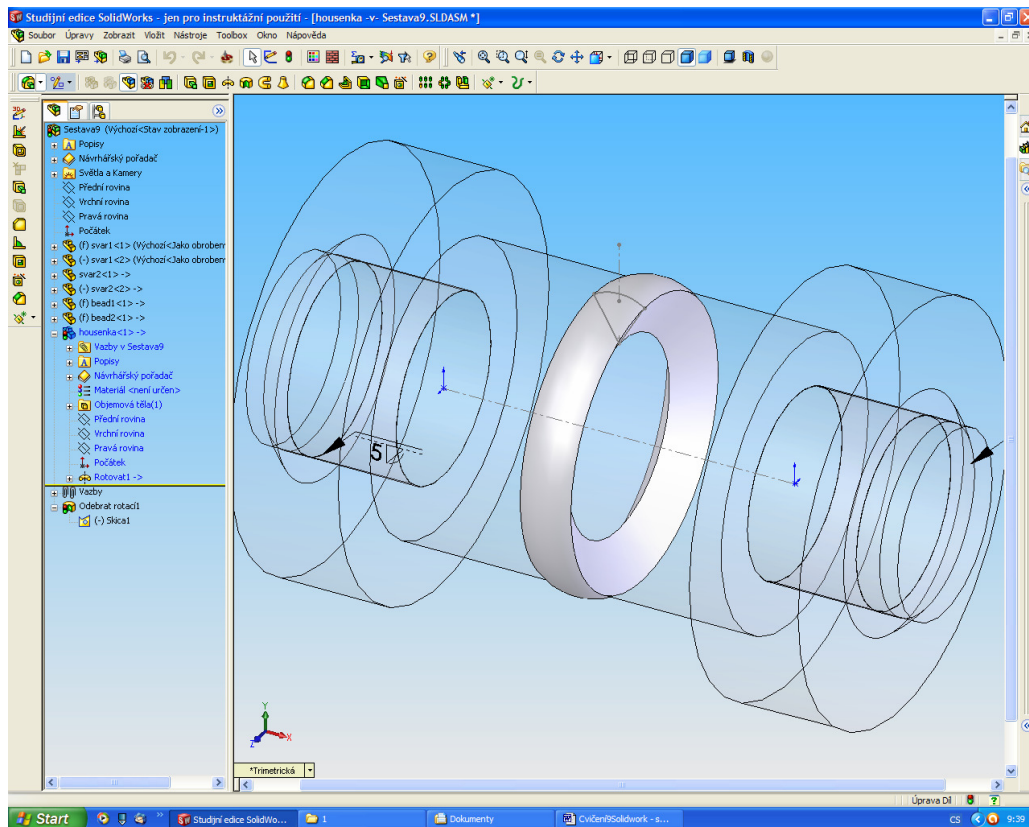 Studijní edice SolidWorks - jen pro instruktážní použití - [housenka -v- Sestava9.SLDASM *]
Soubor Úpravy Zobrazit Vložit Nástroje Toolbox Okno Nápověda
Sestava9 (Výchozí<Stav zobrazení-1>)
Popisy
Návrhářský pořadač
Světla a Kamery
Přední rovina
Vrchní rovina
Pravá rovina
Počátek
(f) svar1<1> (Výchozí<Jako obroben
(-) svar1<2> (Výchozí<Jako obroben
svar2<1> ->
(-) svar2<2> ->
(f) bead1<1> ->
(f) bead2<1> ->
housenka<1> ->
Vazby v Sestava9
Popisy
Návrhářský pořadač
Materiál <není určen>
Objemová těla(1)
Přední rovina
Vrchní rovina
Pravá rovina
Počátek
Rotovat1 ->
Vazby
Odebrat rotací1
(-) Skica1
5
Y
X
Z
*Trimetrická
Úprava Díl
Start
Studijní edice SolidWo...
1
Dokumenty
Cvičení9Solidwork - s...
CS
9:39